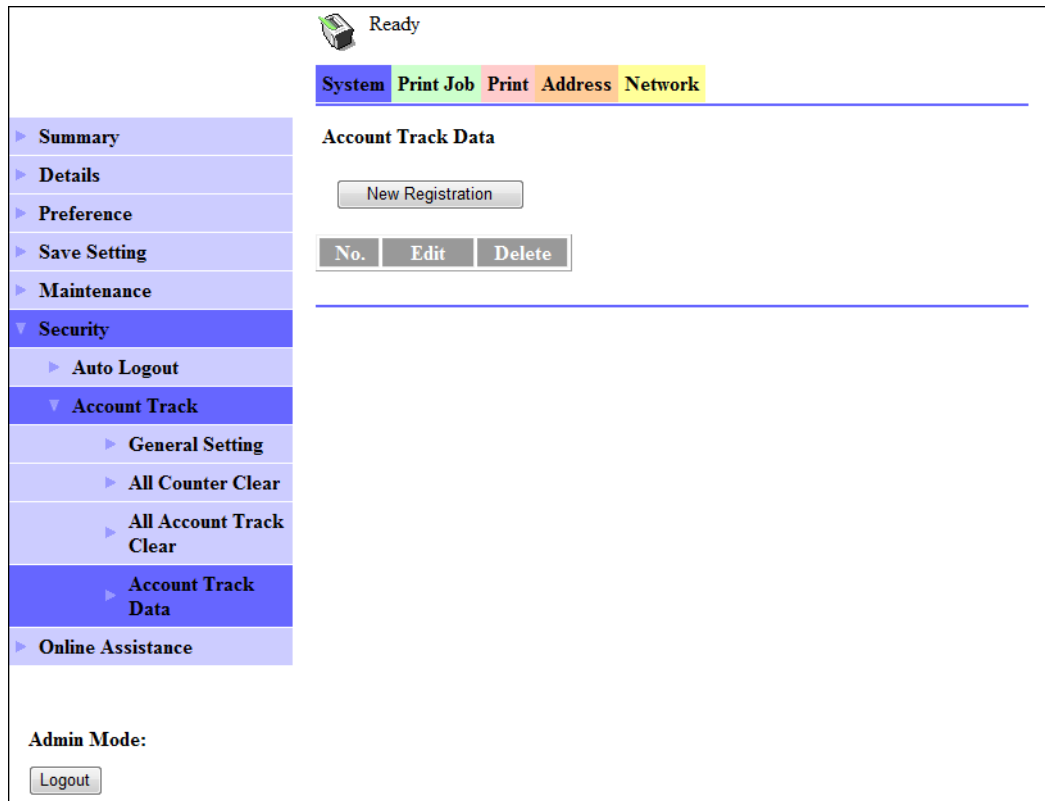 Ready
System Print Job Print Address Network
Summary
Details
Preference
Save Setting
Maintenance
Security
Auto Logout
Account Track
General Setting
All Counter Clear
All Account Track
Clear
Account Track
Data
Online Assistance
Admin Mode:
Logout
Account Track Data
New Registration
No. Edit Delete